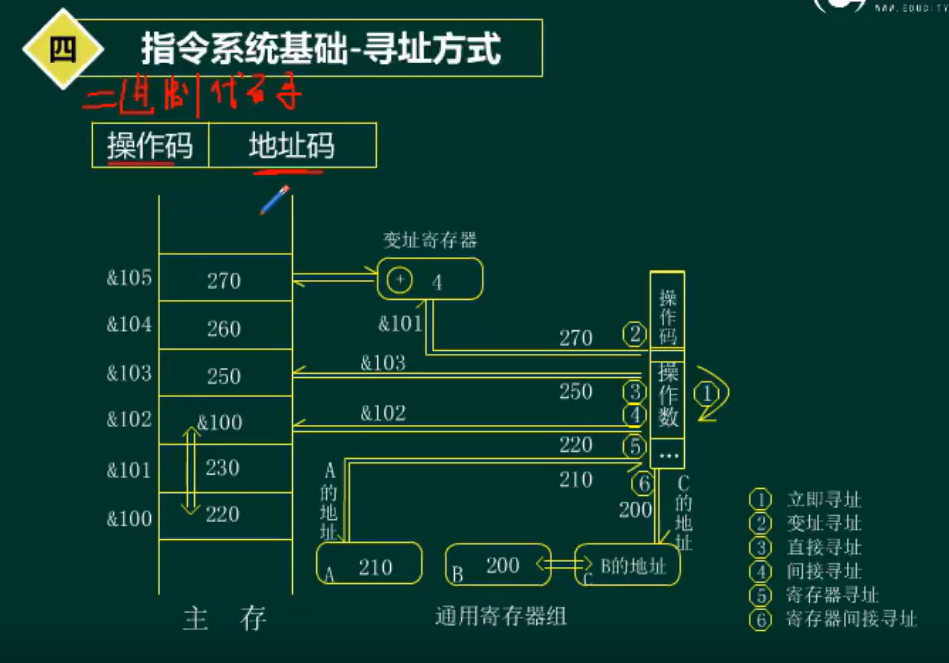 WWW.EDUCITY
四
指令系统基础-寻址方式
二进制代码
操作码 地址码
变址寄存器
&105 270
+ 4
&104 260
&101
270 ②
操作码
&103 250
&103
250 ③
操作数
①
&102 &100
&102
④
220 ⑤
...
&101 230
A的地址
210 ⑥
C的地址
200
&100 220
A 210
B 200
C B的地址
主 存
通用寄存器组
① 立即寻址
② 变址寻址
③ 直接寻址
④ 间接寻址
⑤ 寄存器寻址
⑥ 寄存器间接寻址